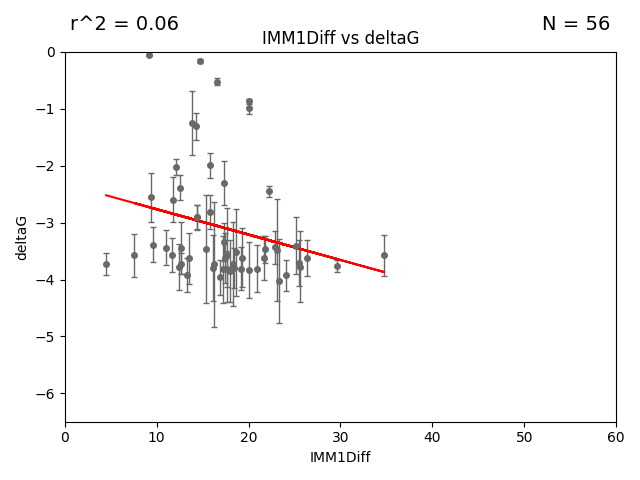 r^2 = 0.06
N = 56
IMM1Diff vs deltaG
0
−1
−2
−3
−4
−5
−6
deltaG
0 10 20 30 40 50 60
IMM1Diff